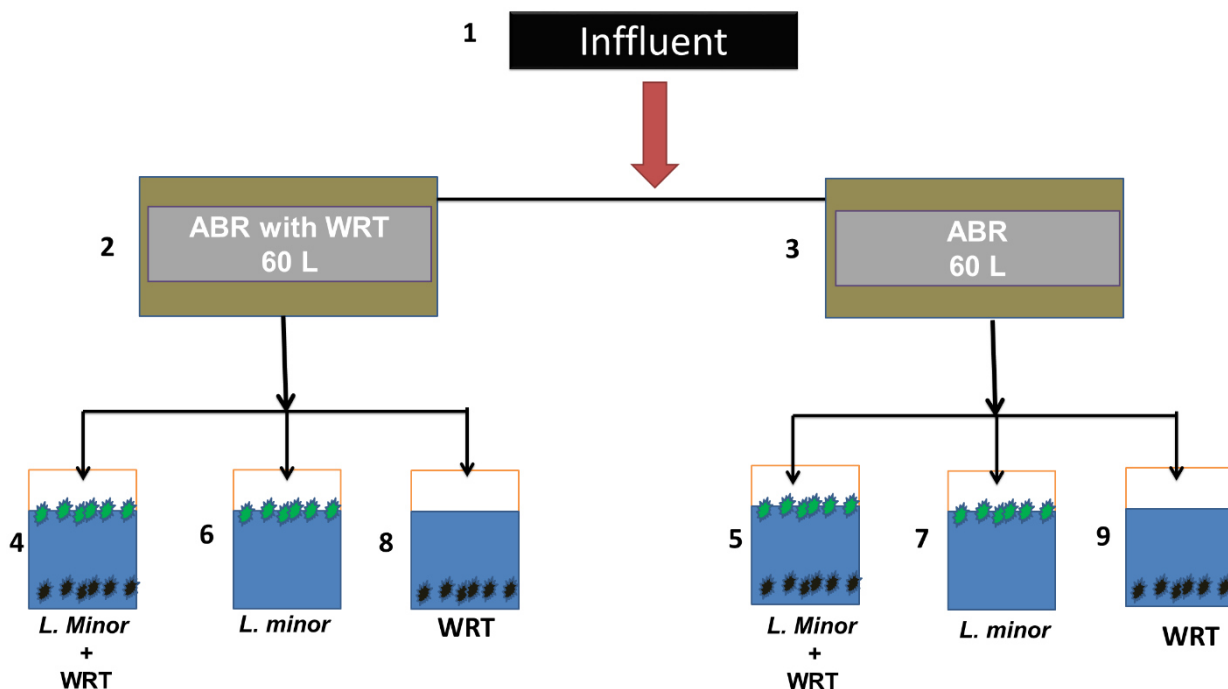 1
Inffluent
2
ABR with WRT
60 L
3
ABR
60 L
4
6
8
5
7
9
L. Minor
+
WRT
L. minor
WRT
L. Minor
+
WRT
L. minor
WRT